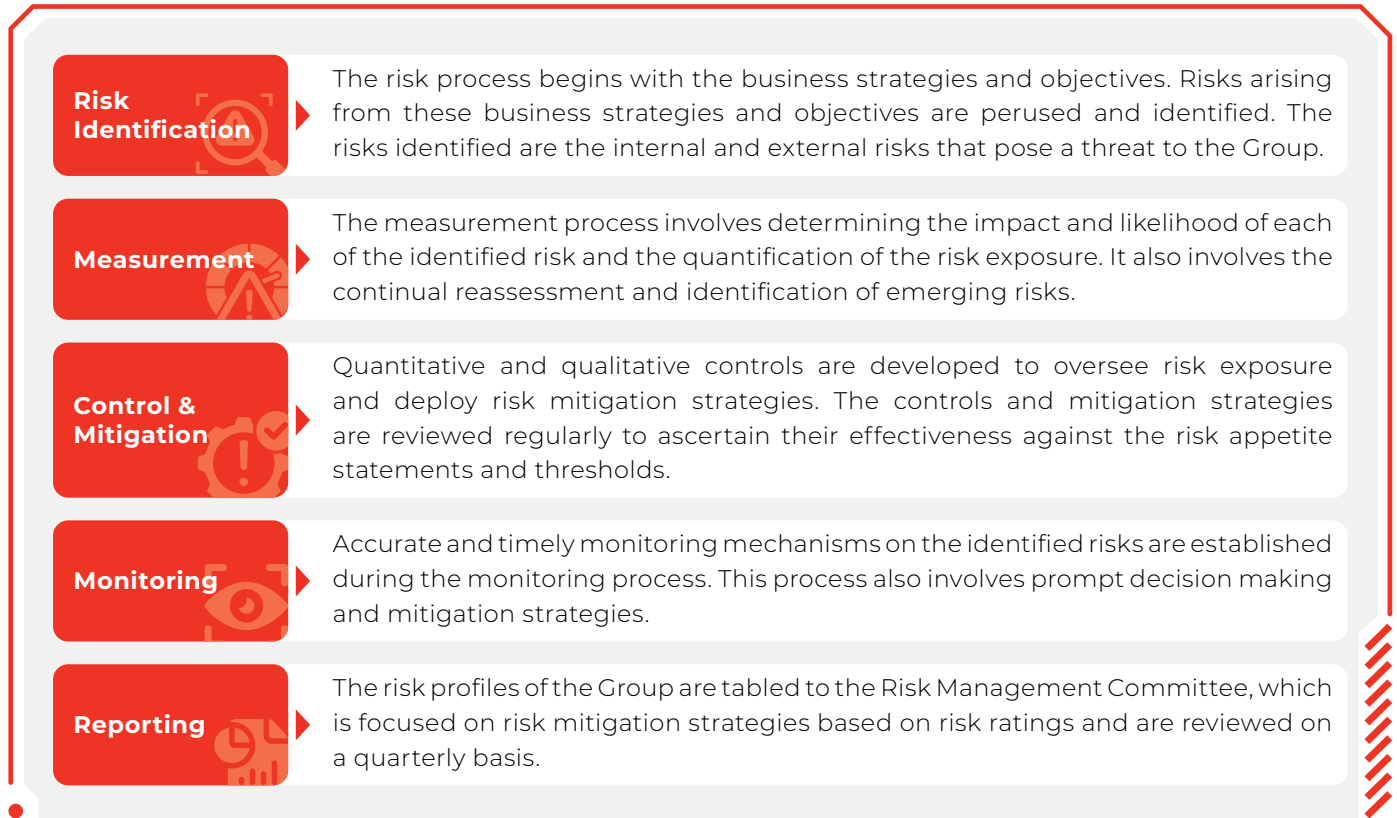 Risk
Identification
The risk process begins with the business strategies and objectives. Risks arising
from these business strategies and objectives are perused and identified. The
risks identified are the internal and external risks that pose a threat to the Group.
Measurement
The measurement process involves determining the impact and likelihood of each
of the identified risk and the quantification of the risk exposure. It also involves the
continual reassessment and identification of emerging risks.
Control &
Mitigation
Quantitative and qualitative controls are developed to oversee risk exposure
and deploy risk mitigation strategies. The controls and mitigation strategies
are reviewed regularly to ascertain their effectiveness against the risk appetite
statements and thresholds.
Monitoring
Accurate and timely monitoring mechanisms on the identified risks are established
during the monitoring process. This process also involves prompt decision making
and mitigation strategies.
Reporting
The risk profiles of the Group are tabled to the Risk Management Committee, which
is focused on risk mitigation strategies based on risk ratings and are reviewed on
a quarterly basis.